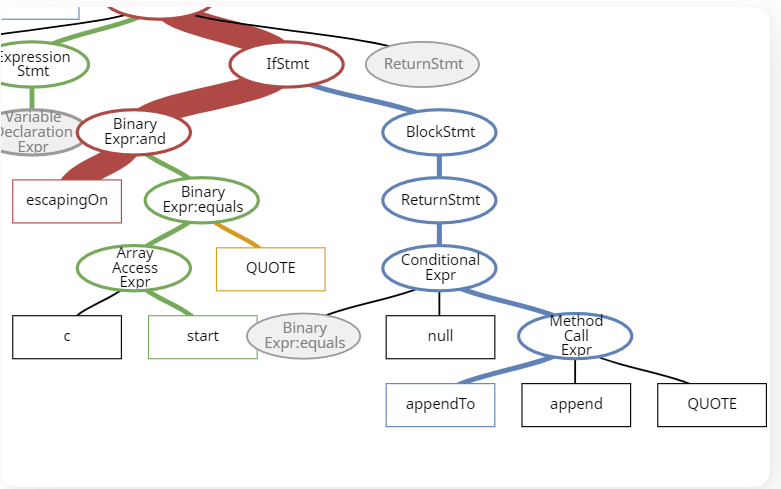 Expression
Stmt
IfStmt
ReturnStmt
Variable
Declaration
Expr
Binary
Expr:and
BlockStmt
escapingOn
Binary
Expr:equals
ReturnStmt
Array
Access
Expr
QUOTE
Conditional
Expr
c
start
Binary
Expr:equals
null
Method
Call
Expr
appendTo
append
QUOTE